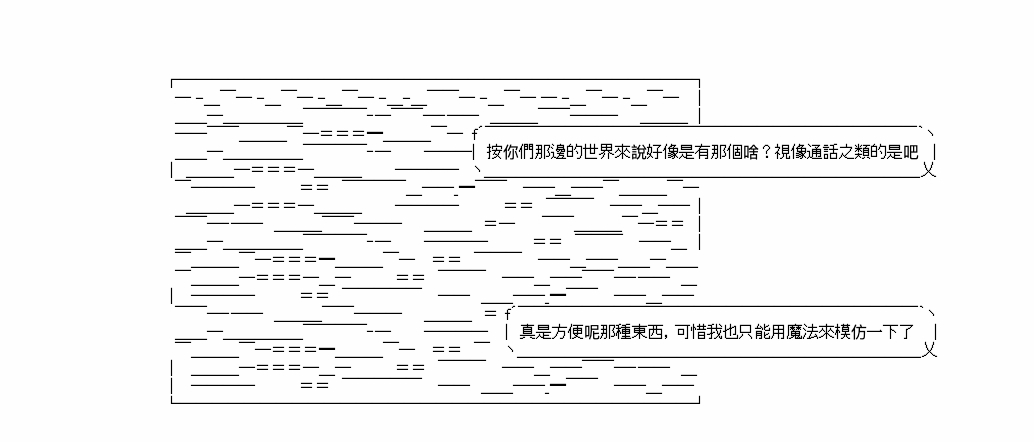 按你們那邊的世界來說好像是有那個啥？視像通話之類的是吧
真是方便呢那種東西，可惜我也只能用魔法來模仿一下了